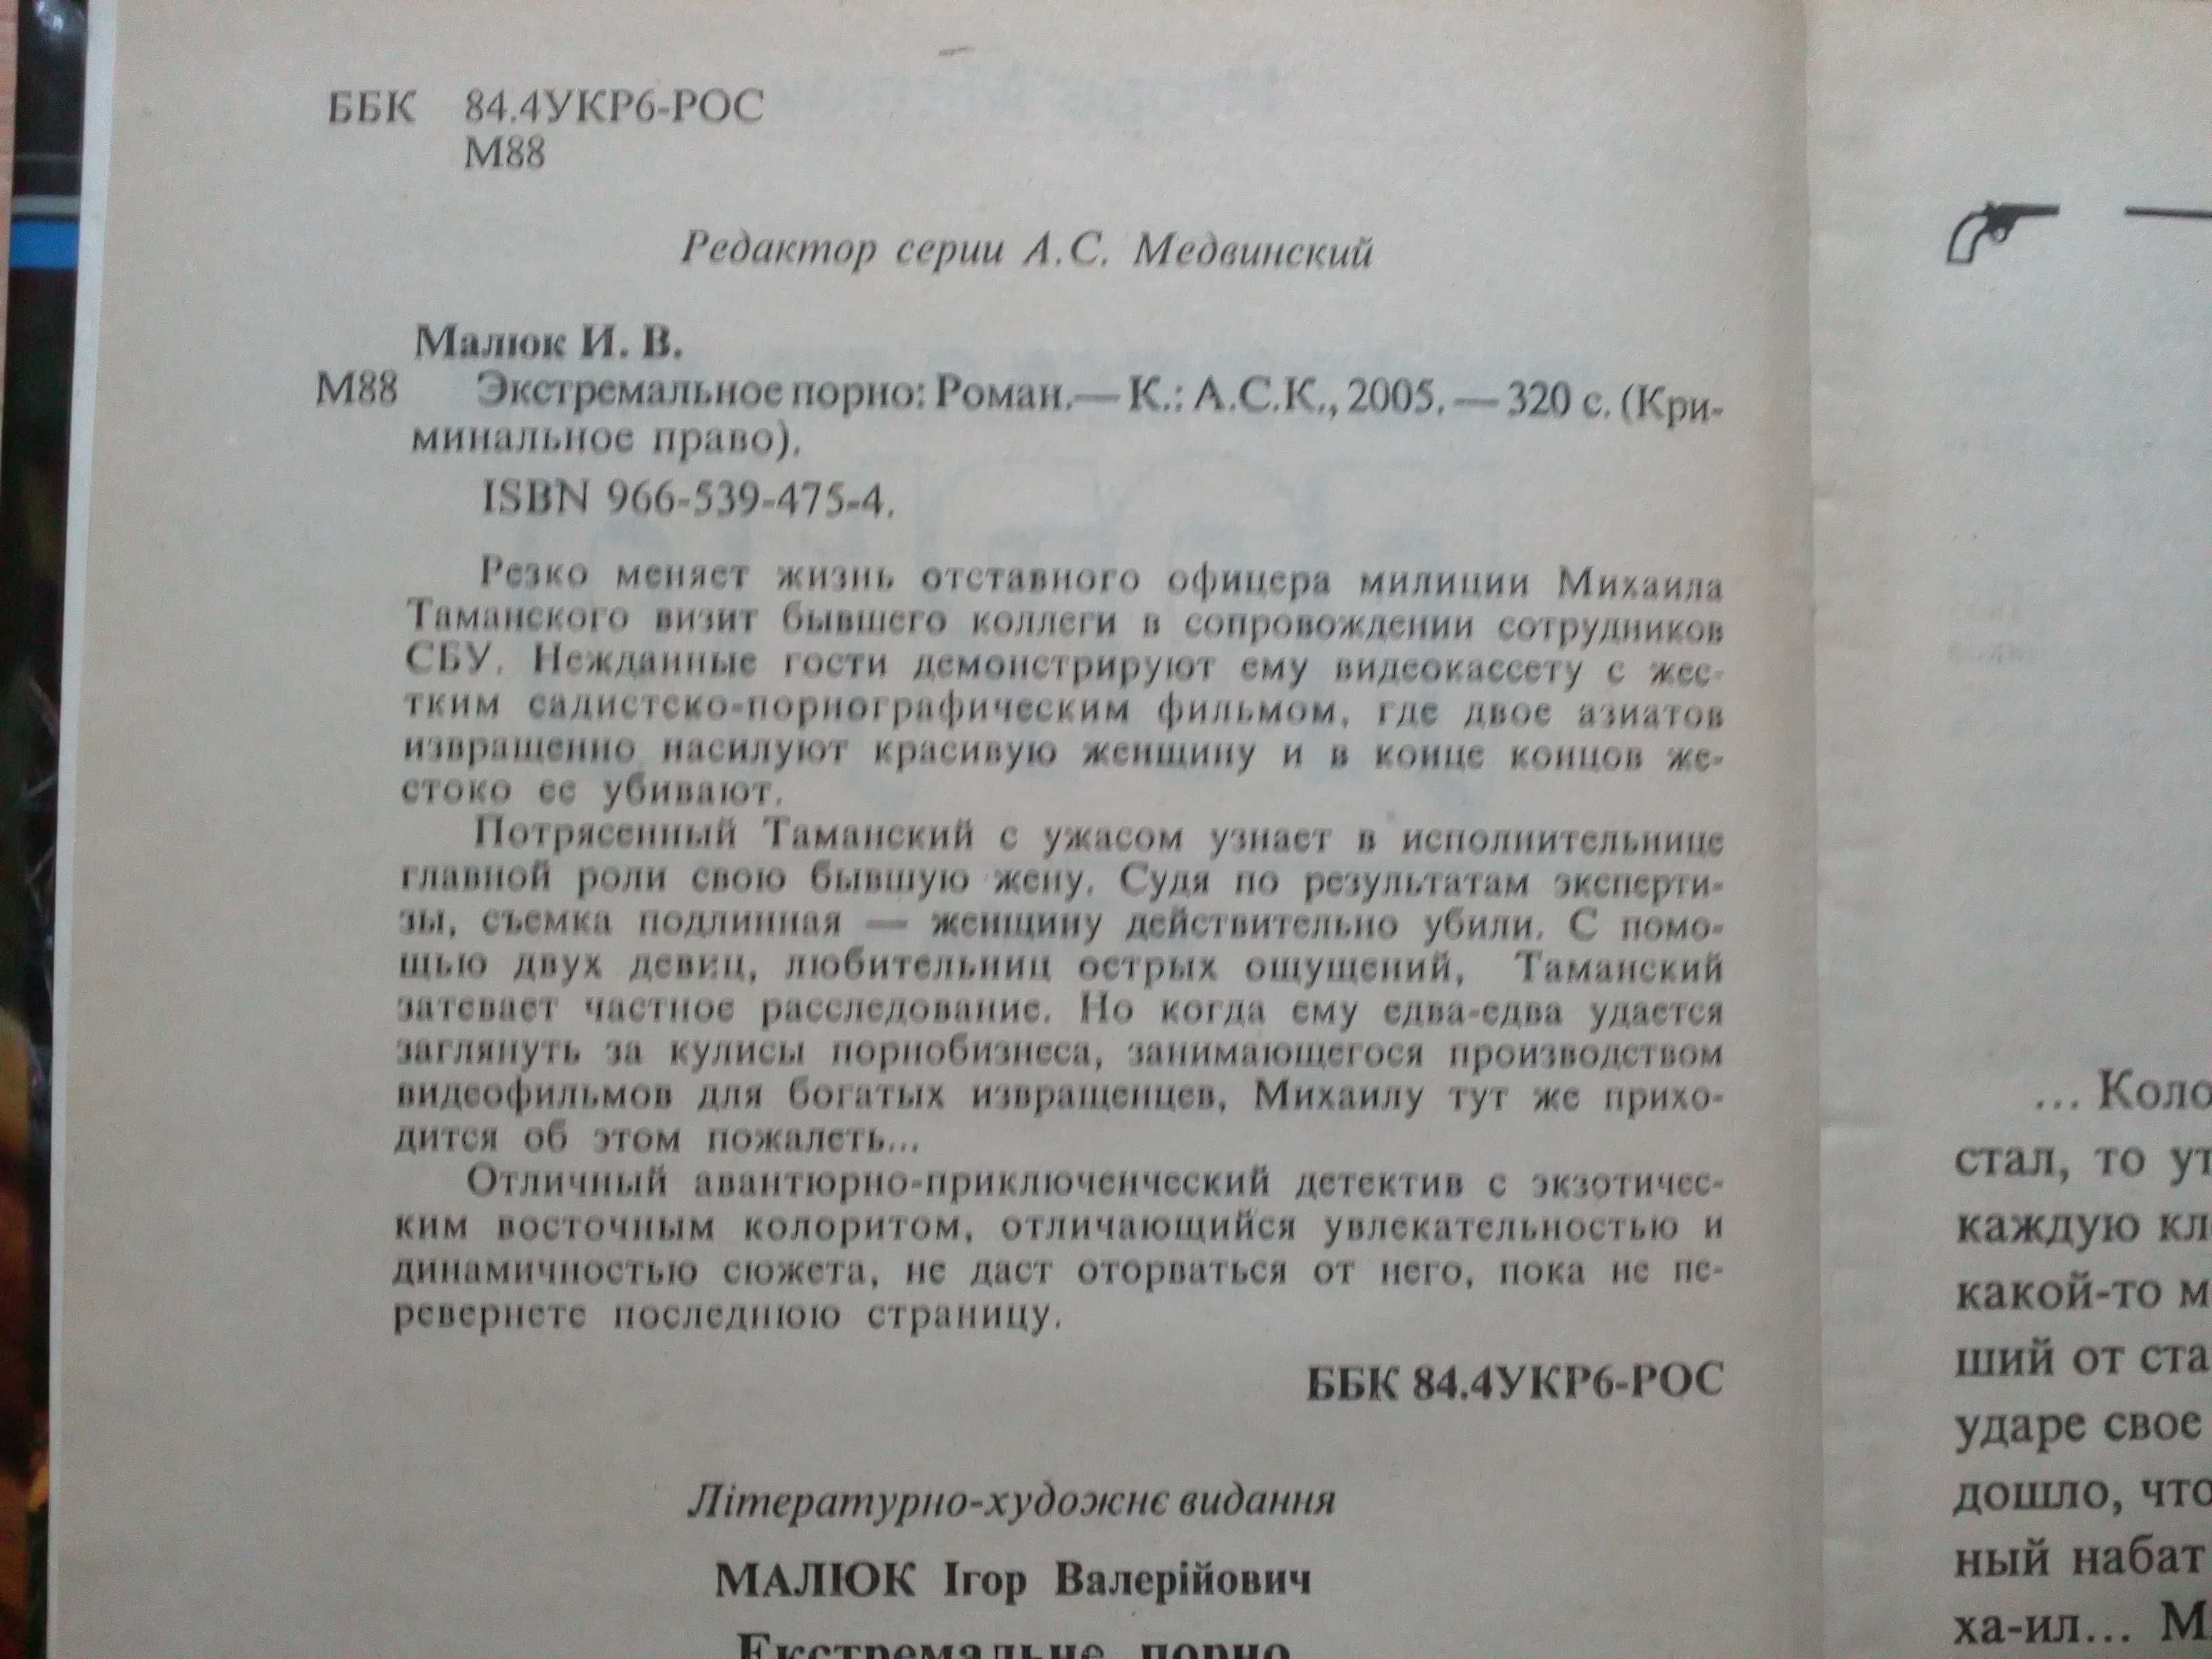 ББК 84.4УКР6-РОС
М88
Редактор серии А.С. Медвинский
Малюк И. В.
М88 Экстремальное порно: Роман.— К.: А.С.К., 2005. — 320 с. (Кри-
минальное право).
ISBN 966-539-475-4.
Резко меняет жизнь отставного офицера милиции Михаила
Таманского визит бывшего коллеги в сопровождении сотрудников
СБУ. Нежданные гости демонстрируют ему видеокассету с жес-
тким садистско-порнографическим фильмом, где двое азиатов
извращенно насилуют красивую женщину и в конце концов же-
стоко ее убивают.
Потрясенный Таманский с ужасом узнает в исполнительнице
главной роли свою бывшую жену. Судя по результатам эксперти-
зы, съемка подлинная — женщину действительно убили. С помо-
щью двух девиц, любительниц острых ощущений, Таманский
затевает частное расследование. Но когда ему едва-едва удается
заглянуть за кулисы порнобизнеса, занимающегося производством
видеофильмов для богатых извращенцев, Михаилу тут же прихо-
дится об этом пожалеть...
Отличный авантюрно-приключенческий детектив с экзотичес-
ким восточным колоритом, отличающийся увлекательностью и
динамичностью сюжета, не даст оторваться от него, пока не пе-
ревернете последнюю страницу.
ББК 84.4УКР6-РОС
Літературно-художнє видання
МАЛЮК Ігор Валерійович
Екстремальне порно
... Коло
стал, то ут
каждую кл
какой-то м
ший от ста
ударе свое
дошло, что
ный набат
ха-ил... М